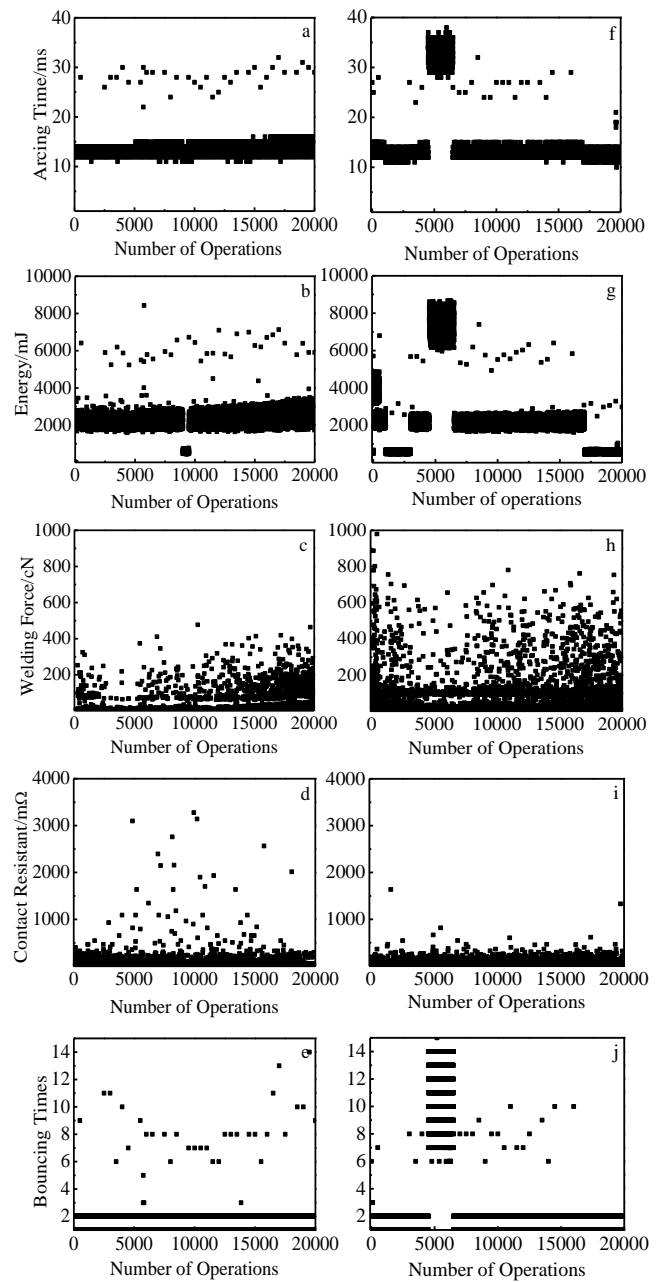 40
a
30
20
10
Arcing Time/ms
0 5000 10000 15000 20000
Number of Operations
40
f
30
20
10
0 5000 10000 15000 20000
Number of Operations
10000
b
8000
6000
4000
2000
Energy/mJ
0 5000 10000 15000 20000
Number of Operations
10000
g
8000
6000
4000
2000
0 5000 10000 15000 20000
Number of operations
1000
c
800
600
400
200
Welding Force/cN
0 5000 10000 15000 20000
Number of Operations
1000
h
800
600
400
200
0 5000 10000 15000 20000
Number of Operations
4000
d
3000
2000
1000
Contact Resistant/mΩ
0 5000 10000 15000 20000
Number of Operations
4000
i
3000
2000
1000
0 5000 10000 15000 20000
Number of Operations
14
e
12
10
8
6
4
2
Bouncing Times
0 5000 10000 15000 20000
Number of Operations
14
j
12
10
8
6
4
2
0 5000 10000 15000 20000
Number of Operations